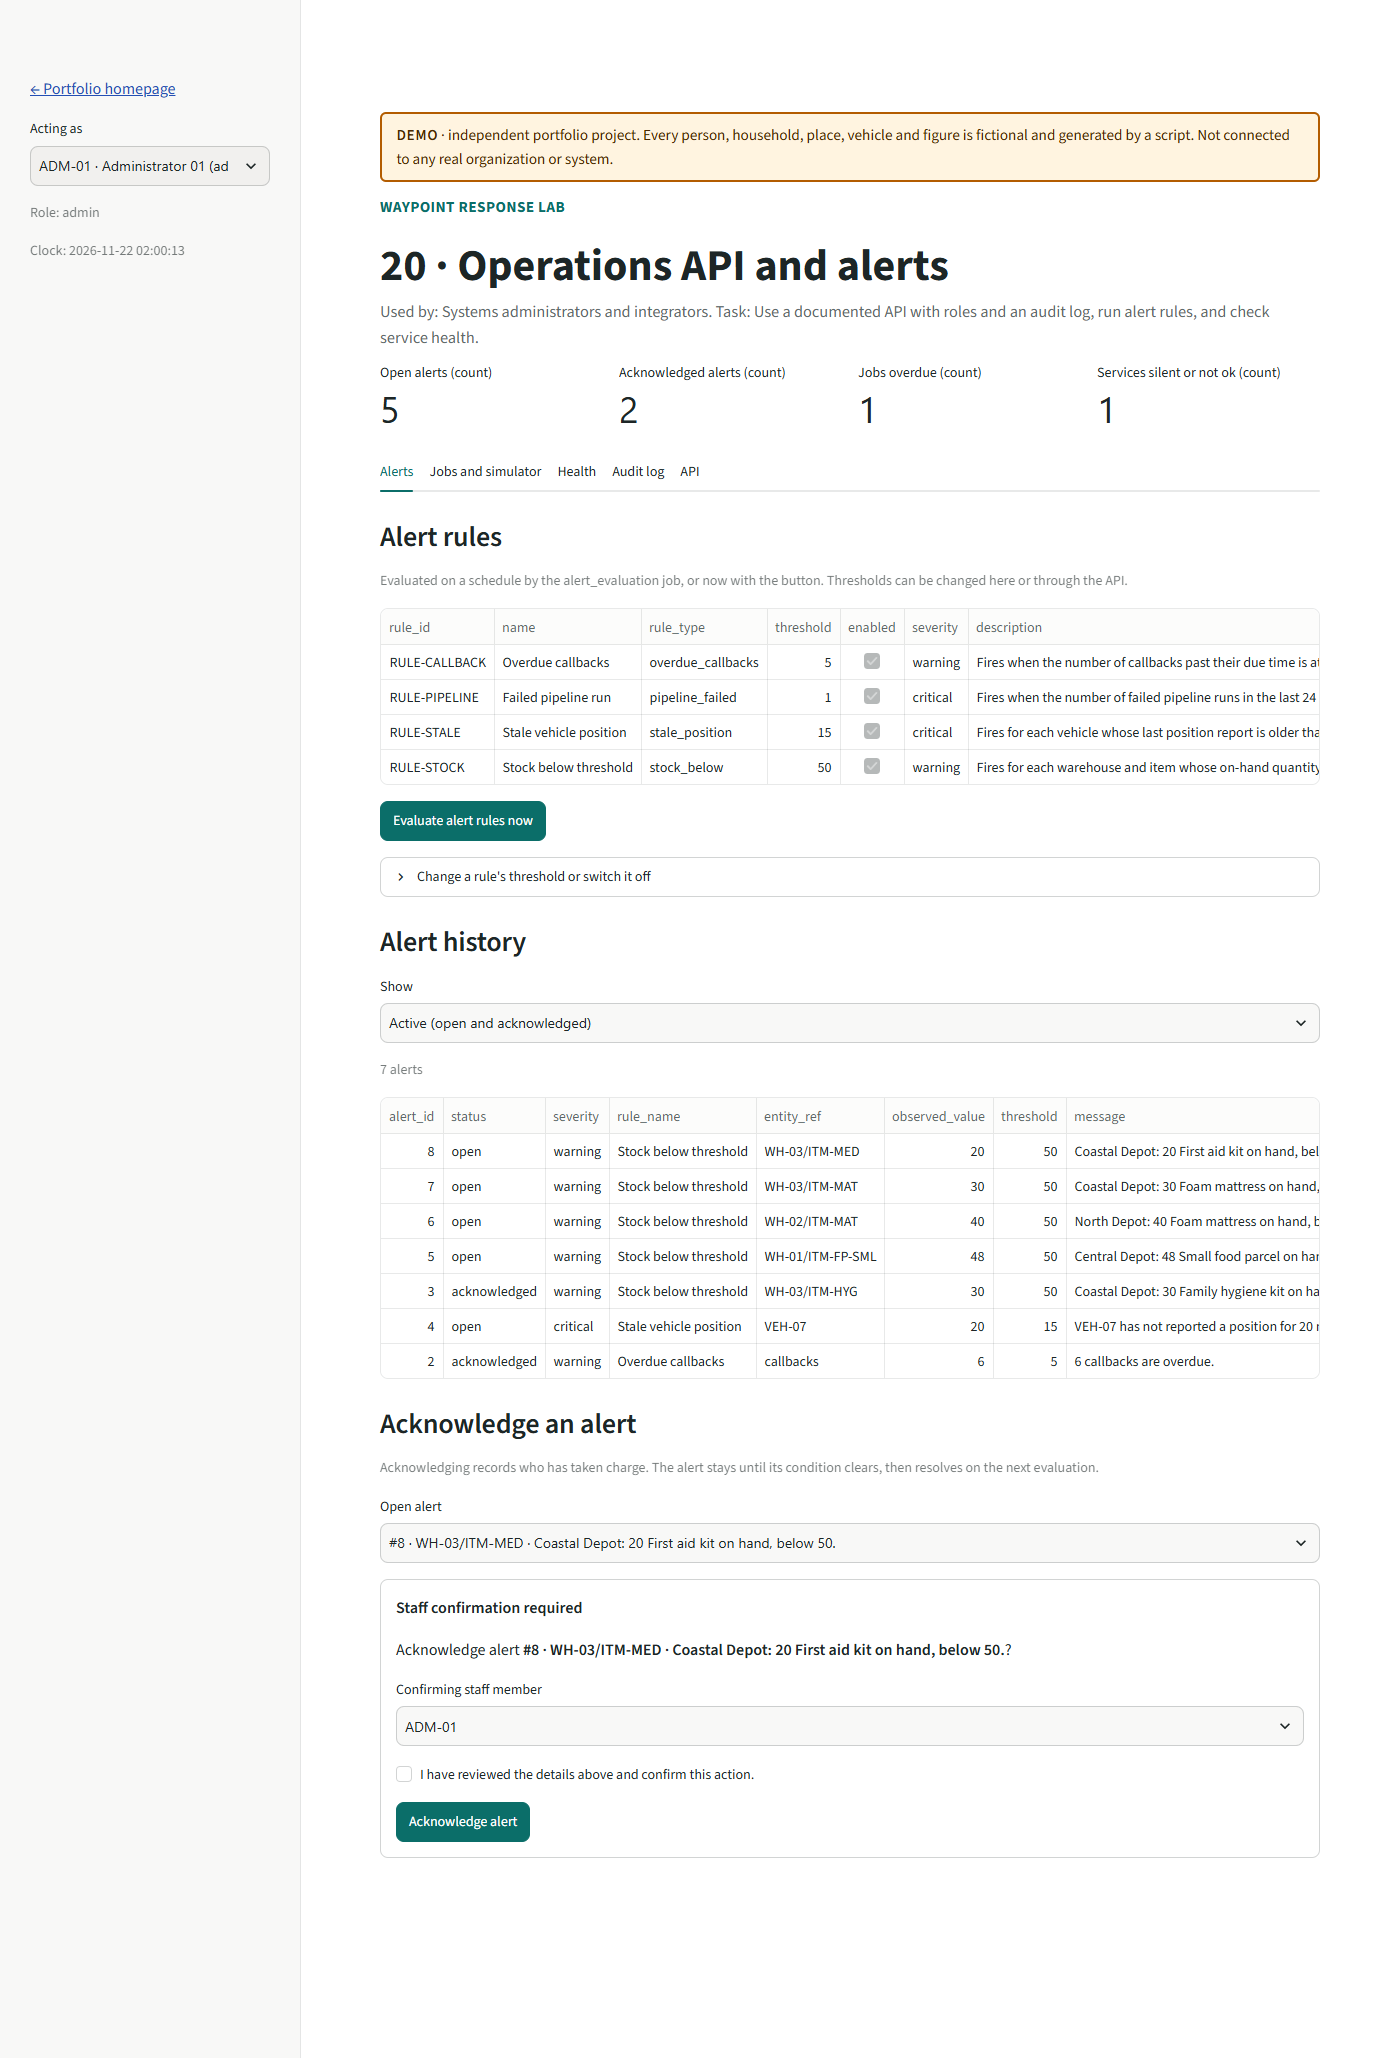 ← Portfolio homepage
Acting as
ADM-01 · Administrator 01 (ad
Role: admin
Clock: 2026-11-22 02:00:13
DEMO · independent portfolio project. Every person, household, place, vehicle and figure is fictional and generated by a script. Not connected
to any real organization or system.
WAYPOINT RESPONSE LAB
20 · Operations API and alerts
Used by: Systems administrators and integrators. Task: Use a documented API with roles and an audit log, run alert rules, and check
service health.
Open alerts (count) Acknowledged alerts (count) Jobs overdue (count) Services silent or not ok (count)
5 2 1 1
Alerts Jobs and simulator Health Audit log API
Alert rules
Evaluated on a schedule by the alert_evaluation job, or now with the button. Thresholds can be changed here or through the API.
rule_id name rule_type threshold enabled severity description
RULE-CALLBACK Overdue callbacks overdue_callbacks 5 warning Fires when the number of callbacks past their due time is at
RULE-PIPELINE Failed pipeline run pipeline_failed 1 critical Fires when the number of failed pipeline runs in the last 24
RULE-STALE Stale vehicle position stale_position 15 critical Fires for each vehicle whose last position report is older tha
RULE-STOCK Stock below threshold stock_below 50 warning Fires for each warehouse and item whose on-hand quantity
Evaluate alert rules now
Change a rule's threshold or switch it off
Alert history
Show
Active (open and acknowledged)
7 alerts
alert_id status severity rule_name entity_ref observed_value threshold message
8 open warning Stock below threshold WH-03/ITM-MED 20 50 Coastal Depot: 20 First aid kit on hand, bel
7 open warning Stock below threshold WH-03/ITM-MAT 30 50 Coastal Depot: 30 Foam mattress on hand,
6 open warning Stock below threshold WH-02/ITM-MAT 40 50 North Depot: 40 Foam mattress on hand, b
5 open warning Stock below threshold WH-01/ITM-FP-SML 48 50 Central Depot: 48 Small food parcel on har
3 acknowledged warning Stock below threshold WH-03/ITM-HYG 30 50 Coastal Depot: 30 Family hygiene kit on ha
4 open critical Stale vehicle position VEH-07 20 15 VEH-07 has not reported a position for 20
2 acknowledged warning Overdue callbacks callbacks 6 5 6 callbacks are overdue.
Acknowledge an alert
Acknowledging records who has taken charge. The alert stays until its condition clears, then resolves on the next evaluation.
Open alert
#8 · WH-03/ITM-MED · Coastal Depot: 20 First aid kit on hand, below 50.
Staff confirmation required
Acknowledge alert #8 · WH-03/ITM-MED · Coastal Depot: 20 First aid kit on hand, below 50.?
Confirming staff member
ADM-01
I have reviewed the details above and confirm this action.
Acknowledge alert